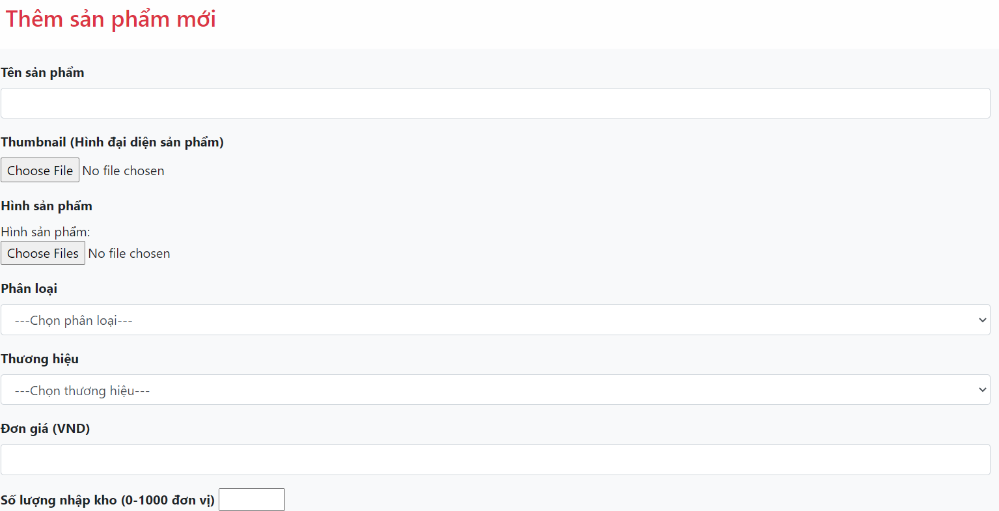 Thêm sản phẩm mới
Tên sản phẩm
Thumbnail (Hình đại diện sản phẩm)
Choose File No file chosen
Hình sản phẩm
Hình sản phẩm:
Choose Files No file chosen
Phân loại
---Chọn phân loại---
Thương hiệu
---Chọn thương hiệu---
Đơn giá (VND)
Số lượng nhập kho (0-1000 đơn vị)